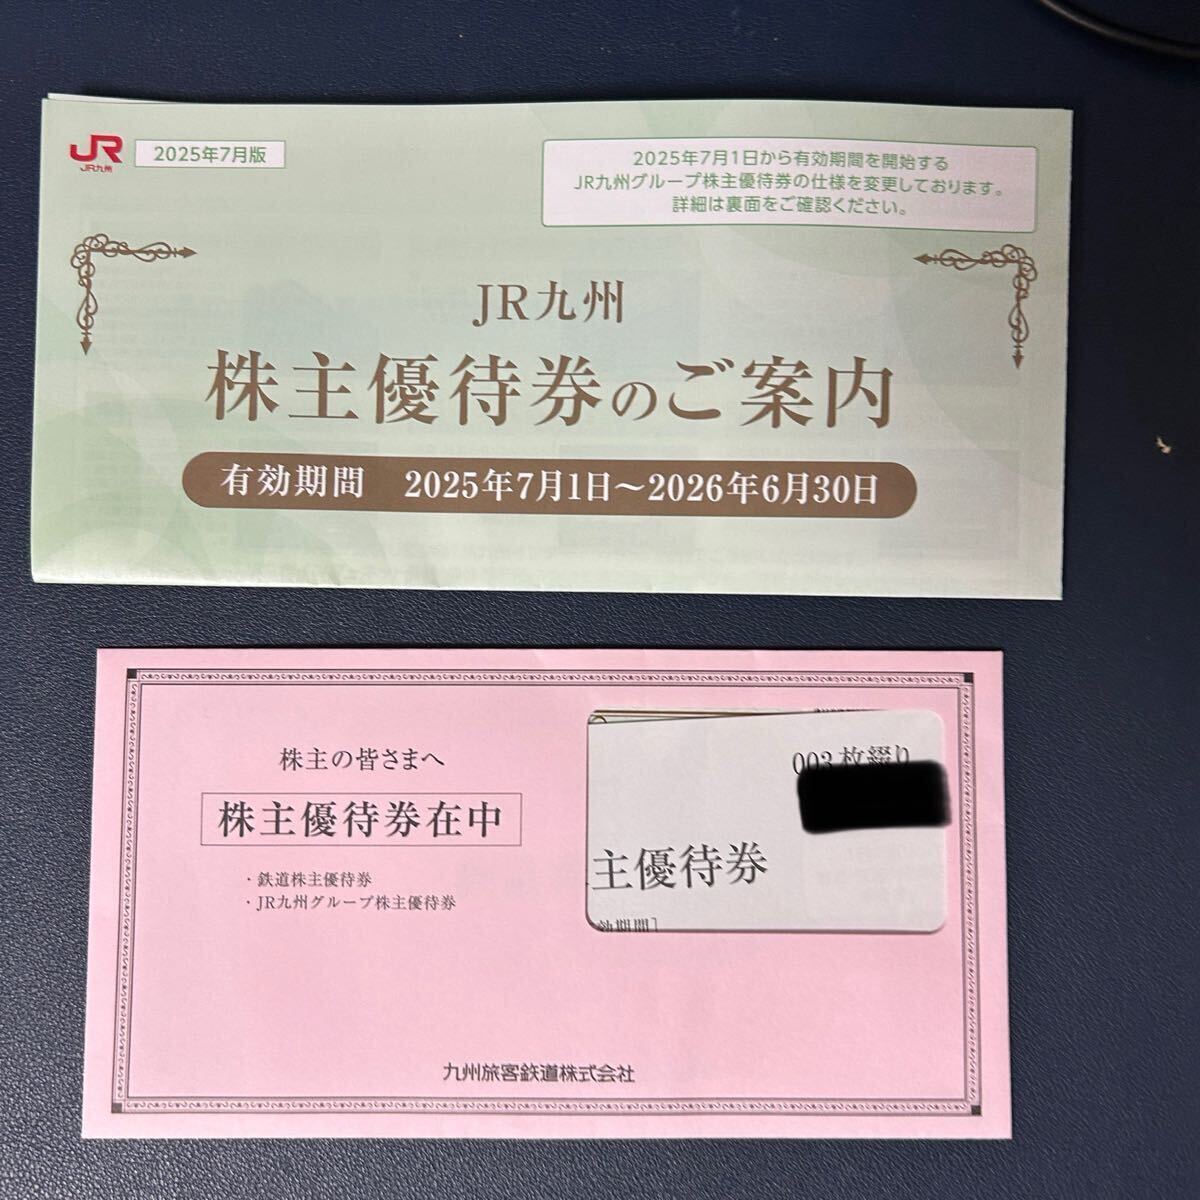 JR
JR九州
2025年7月版
2025年7月1日から有効期間を開始する
JR九州グループ株主優待券の仕様を変更しております。
詳細は裏面をご確認ください。
JR九州
株主優待券のご案内
有効期間 2025年7月1日～2026年6月30日
株主の皆さまへ
株主優待券在中
・鉄道株主優待券
・JR九州グループ株主優待券
003枚綴り
主優待券
効期間］
九州旅客鉄道株式会社